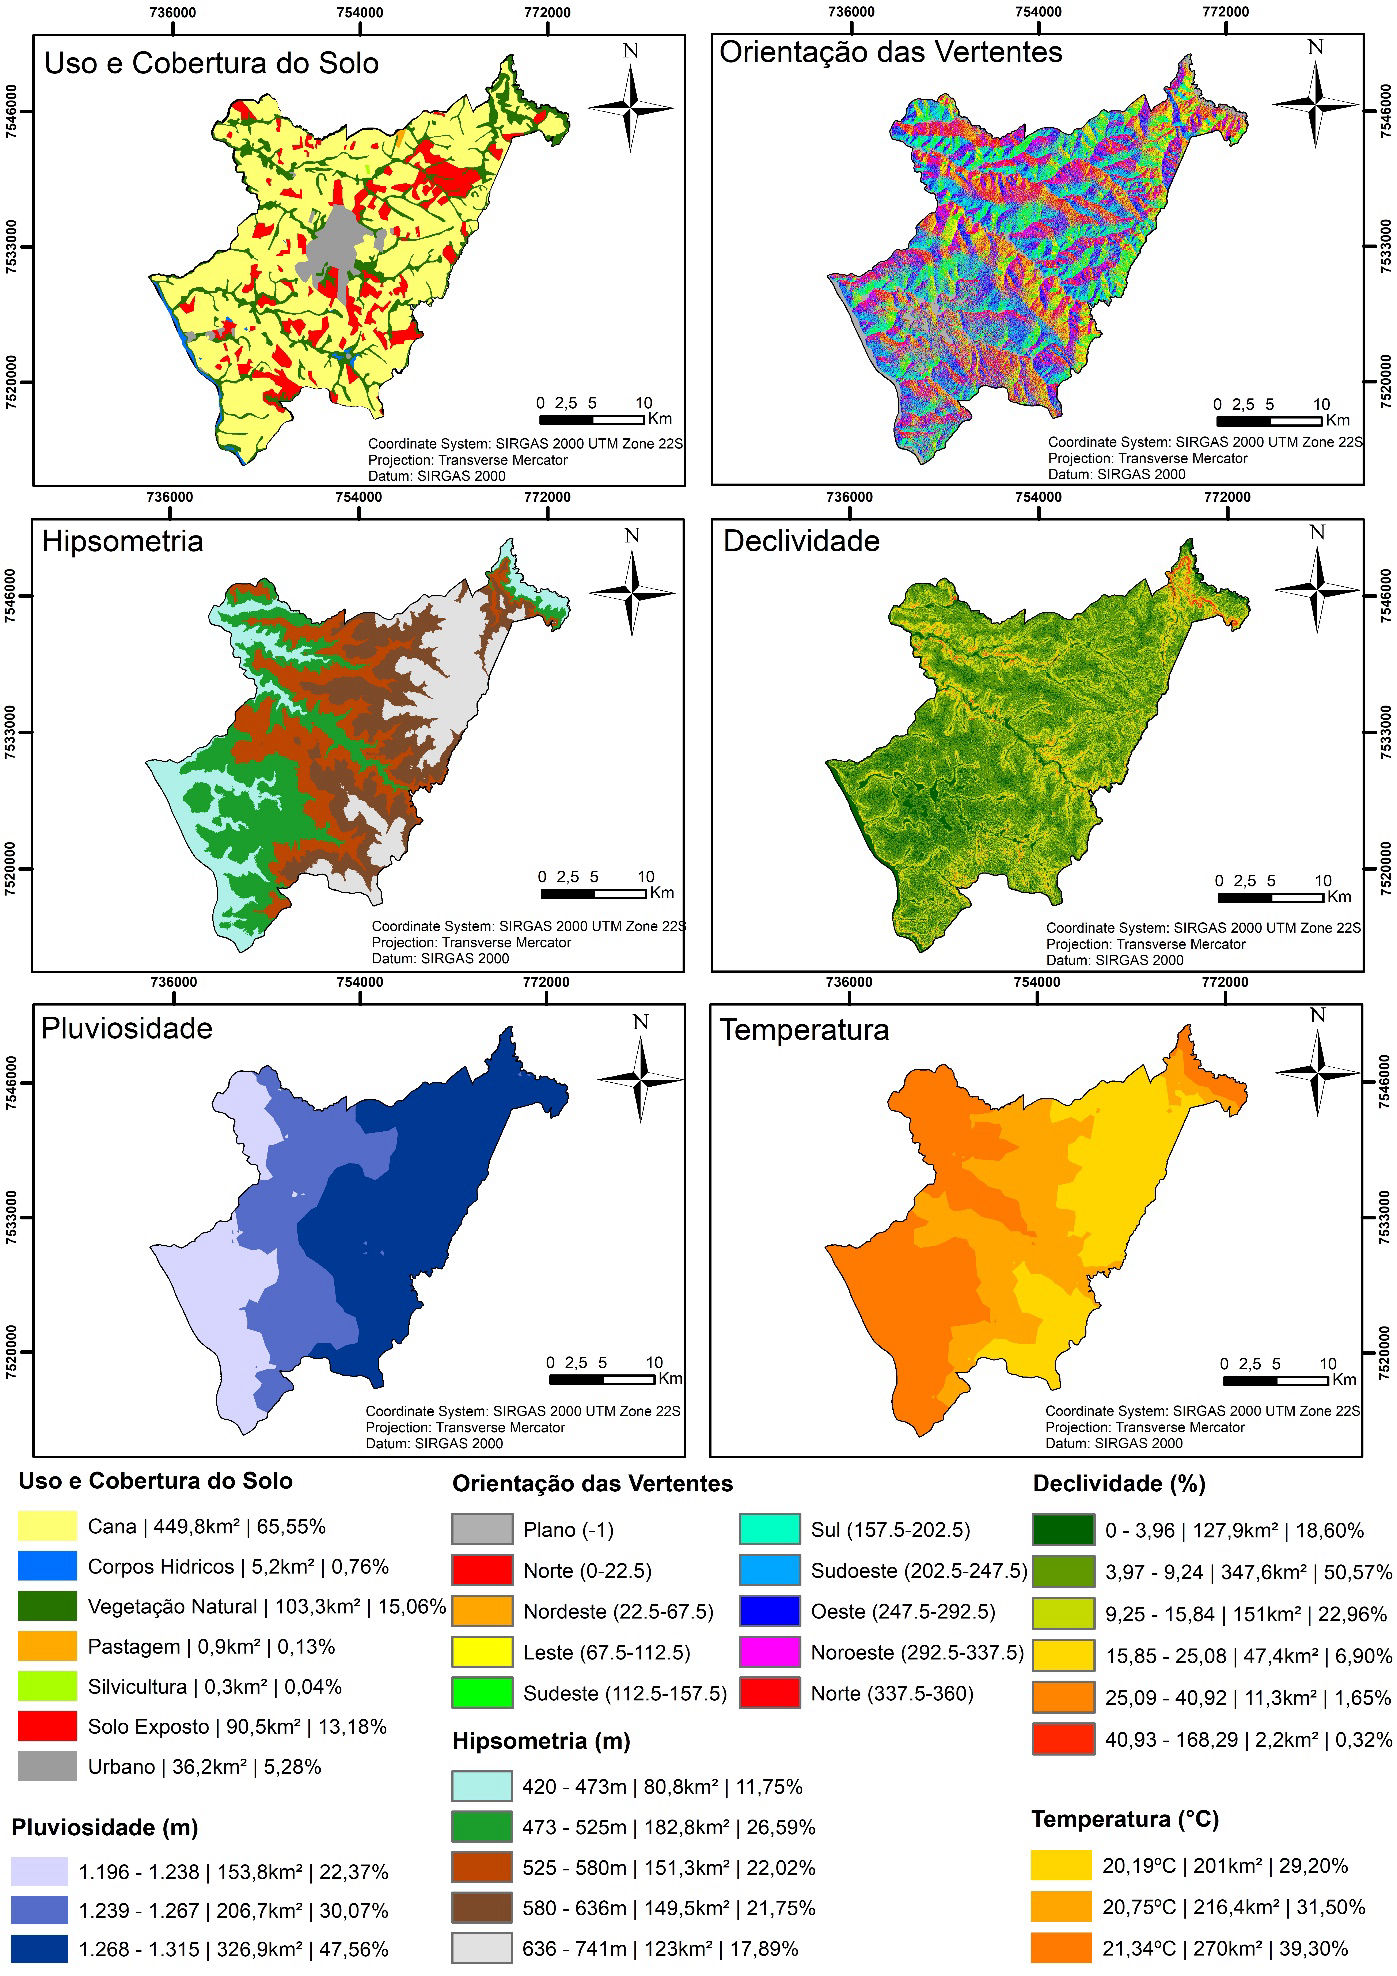 736000 754000 772000
Uso e Cobertura do Solo
N
7546000
7533000
7520000
0 2,5 5 10
Km
Coordinate System: SIRGAS 2000 UTM Zone 22S
Projection: Transverse Mercator
Datum: SIRGAS 2000
736000 754000 772000
Orientação das Vertentes
N
7546000
7533000
7520000
0 2,5 5 10
Km
Coordinate System: SIRGAS 2000 UTM Zone 22S
Projection: Transverse Mercator
Datum: SIRGAS 2000
736000 754000 772000
Hipsometria
N
7546000
7533000
7520000
0 2,5 5 10
Km
Coordinate System: SIRGAS 2000 UTM Zone 22S
Projection: Transverse Mercator
Datum: SIRGAS 2000
736000 754000 772000
Declividade
N
7546000
7533000
7520000
0 2,5 5 10
Km
Coordinate System: SIRGAS 2000 UTM Zone 22S
Projection: Transverse Mercator
Datum: SIRGAS 2000
736000 754000 772000
Pluviosidade
N
7546000
7533000
7520000
0 2,5 5 10
Km
Coordinate System: SIRGAS 2000 UTM Zone 22S
Projection: Transverse Mercator
Datum: SIRGAS 2000
736000 754000 772000
Temperatura
N
7546000
7533000
7520000
0 2,5 5 10
Km
Coordinate System: SIRGAS 2000 UTM Zone 22S
Projection: Transverse Mercator
Datum: SIRGAS 2000
Uso e Cobertura do Solo
Cana | 449,8km² | 65,55%
Corpos Hidricos | 5,2km² | 0,76%
Vegetação Natural | 103,3km² | 15,06%
Pastagem | 0,9km² | 0,13%
Silvicultura | 0,3km² | 0,04%
Solo Exposto | 90,5km² | 13,18%
Urbano | 36,2km² | 5,28%
Pluviosidade (m)
1.196 - 1.238 | 153,8km² | 22,37%
1.239 - 1.267 | 206,7km² | 30,07%
1.268 - 1.315 | 326,9km² | 47,56%
Orientação das Vertentes
Plano (-1)
Norte (0-22.5)
Nordeste (22.5-67.5)
Leste (67.5-112.5)
Sudeste (112.5-157.5)
Sul (157.5-202.5)
Sudoeste (202.5-247.5)
Oeste (247.5-292.5)
Noroeste (292.5-337.5)
Norte (337.5-360)
Hipsometria (m)
420 - 473m | 80,8km² | 11,75%
473 - 525m | 182,8km² | 26,59%
525 - 580m | 151,3km² | 22,02%
580 - 636m | 149,5km² | 21,75%
636 - 741m | 123km² | 17,89%
Declividade (%)
0 - 3,96 | 127,9km² | 18,60%
3,97 - 9,24 | 347,6km² | 50,57%
9,25 - 15,84 | 151km² | 22,96%
15,85 - 25,08 | 47,4km² | 6,90%
25,09 - 40,92 | 11,3km² | 1,65%
40,93 - 168,29 | 2,2km² | 0,32%
Temperatura (°C)
20,19ºC | 201km² | 29,20%
20,75ºC | 216,4km² | 31,50%
21,34ºC | 270km² | 39,30%